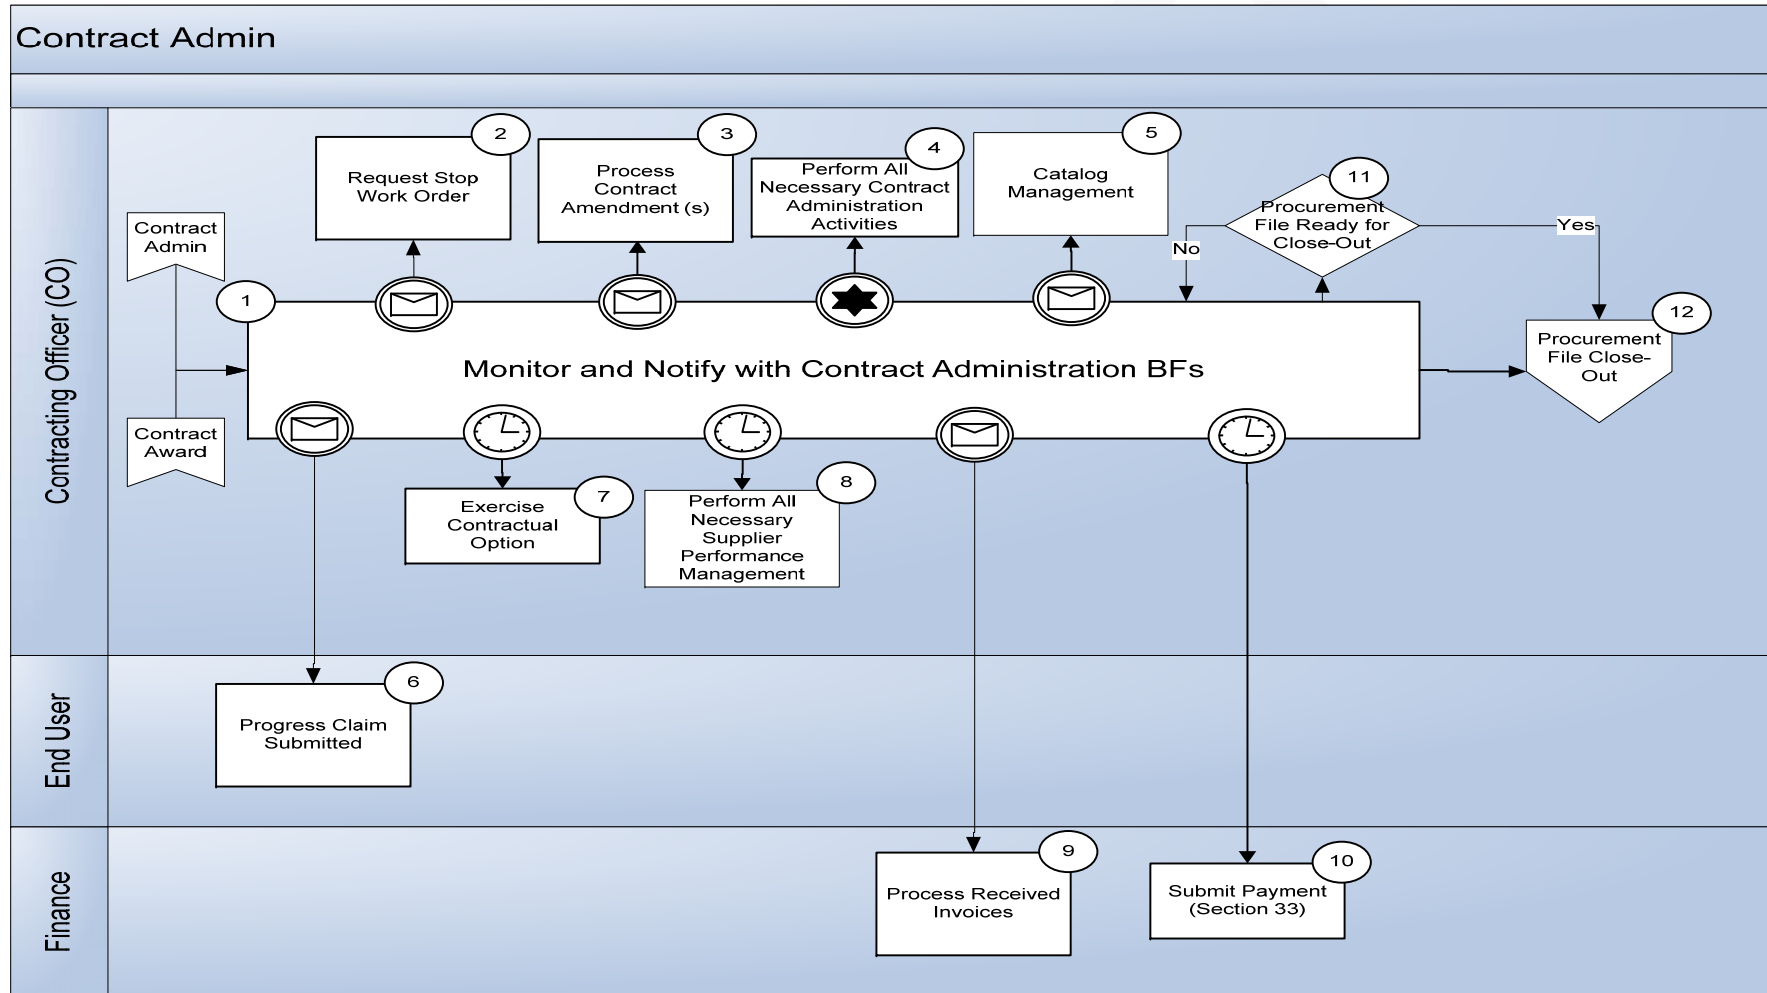 Contract Admin
Contracting Officer (CO)
2
Request Stop
Work Order
3
Process
Contract
Amendment (s)
4
Perform All
Necessary Contract
Administration
Activities
5
Catalog
Management
11
Procurement
File Ready for
Close-Out
No
Yes
Contract
Admin
1
Monitor and Notify with Contract Administration BFs
12
Procurement
File Close-
Out
Contract
Award
7
Exercise
Contractual
Option
8
Perform All
Necessary
Supplier
Performance
Management
End User
6
Progress Claim
Submitted
Finance
9
Process Received
Invoices
10
Submit Payment
(Section 33)